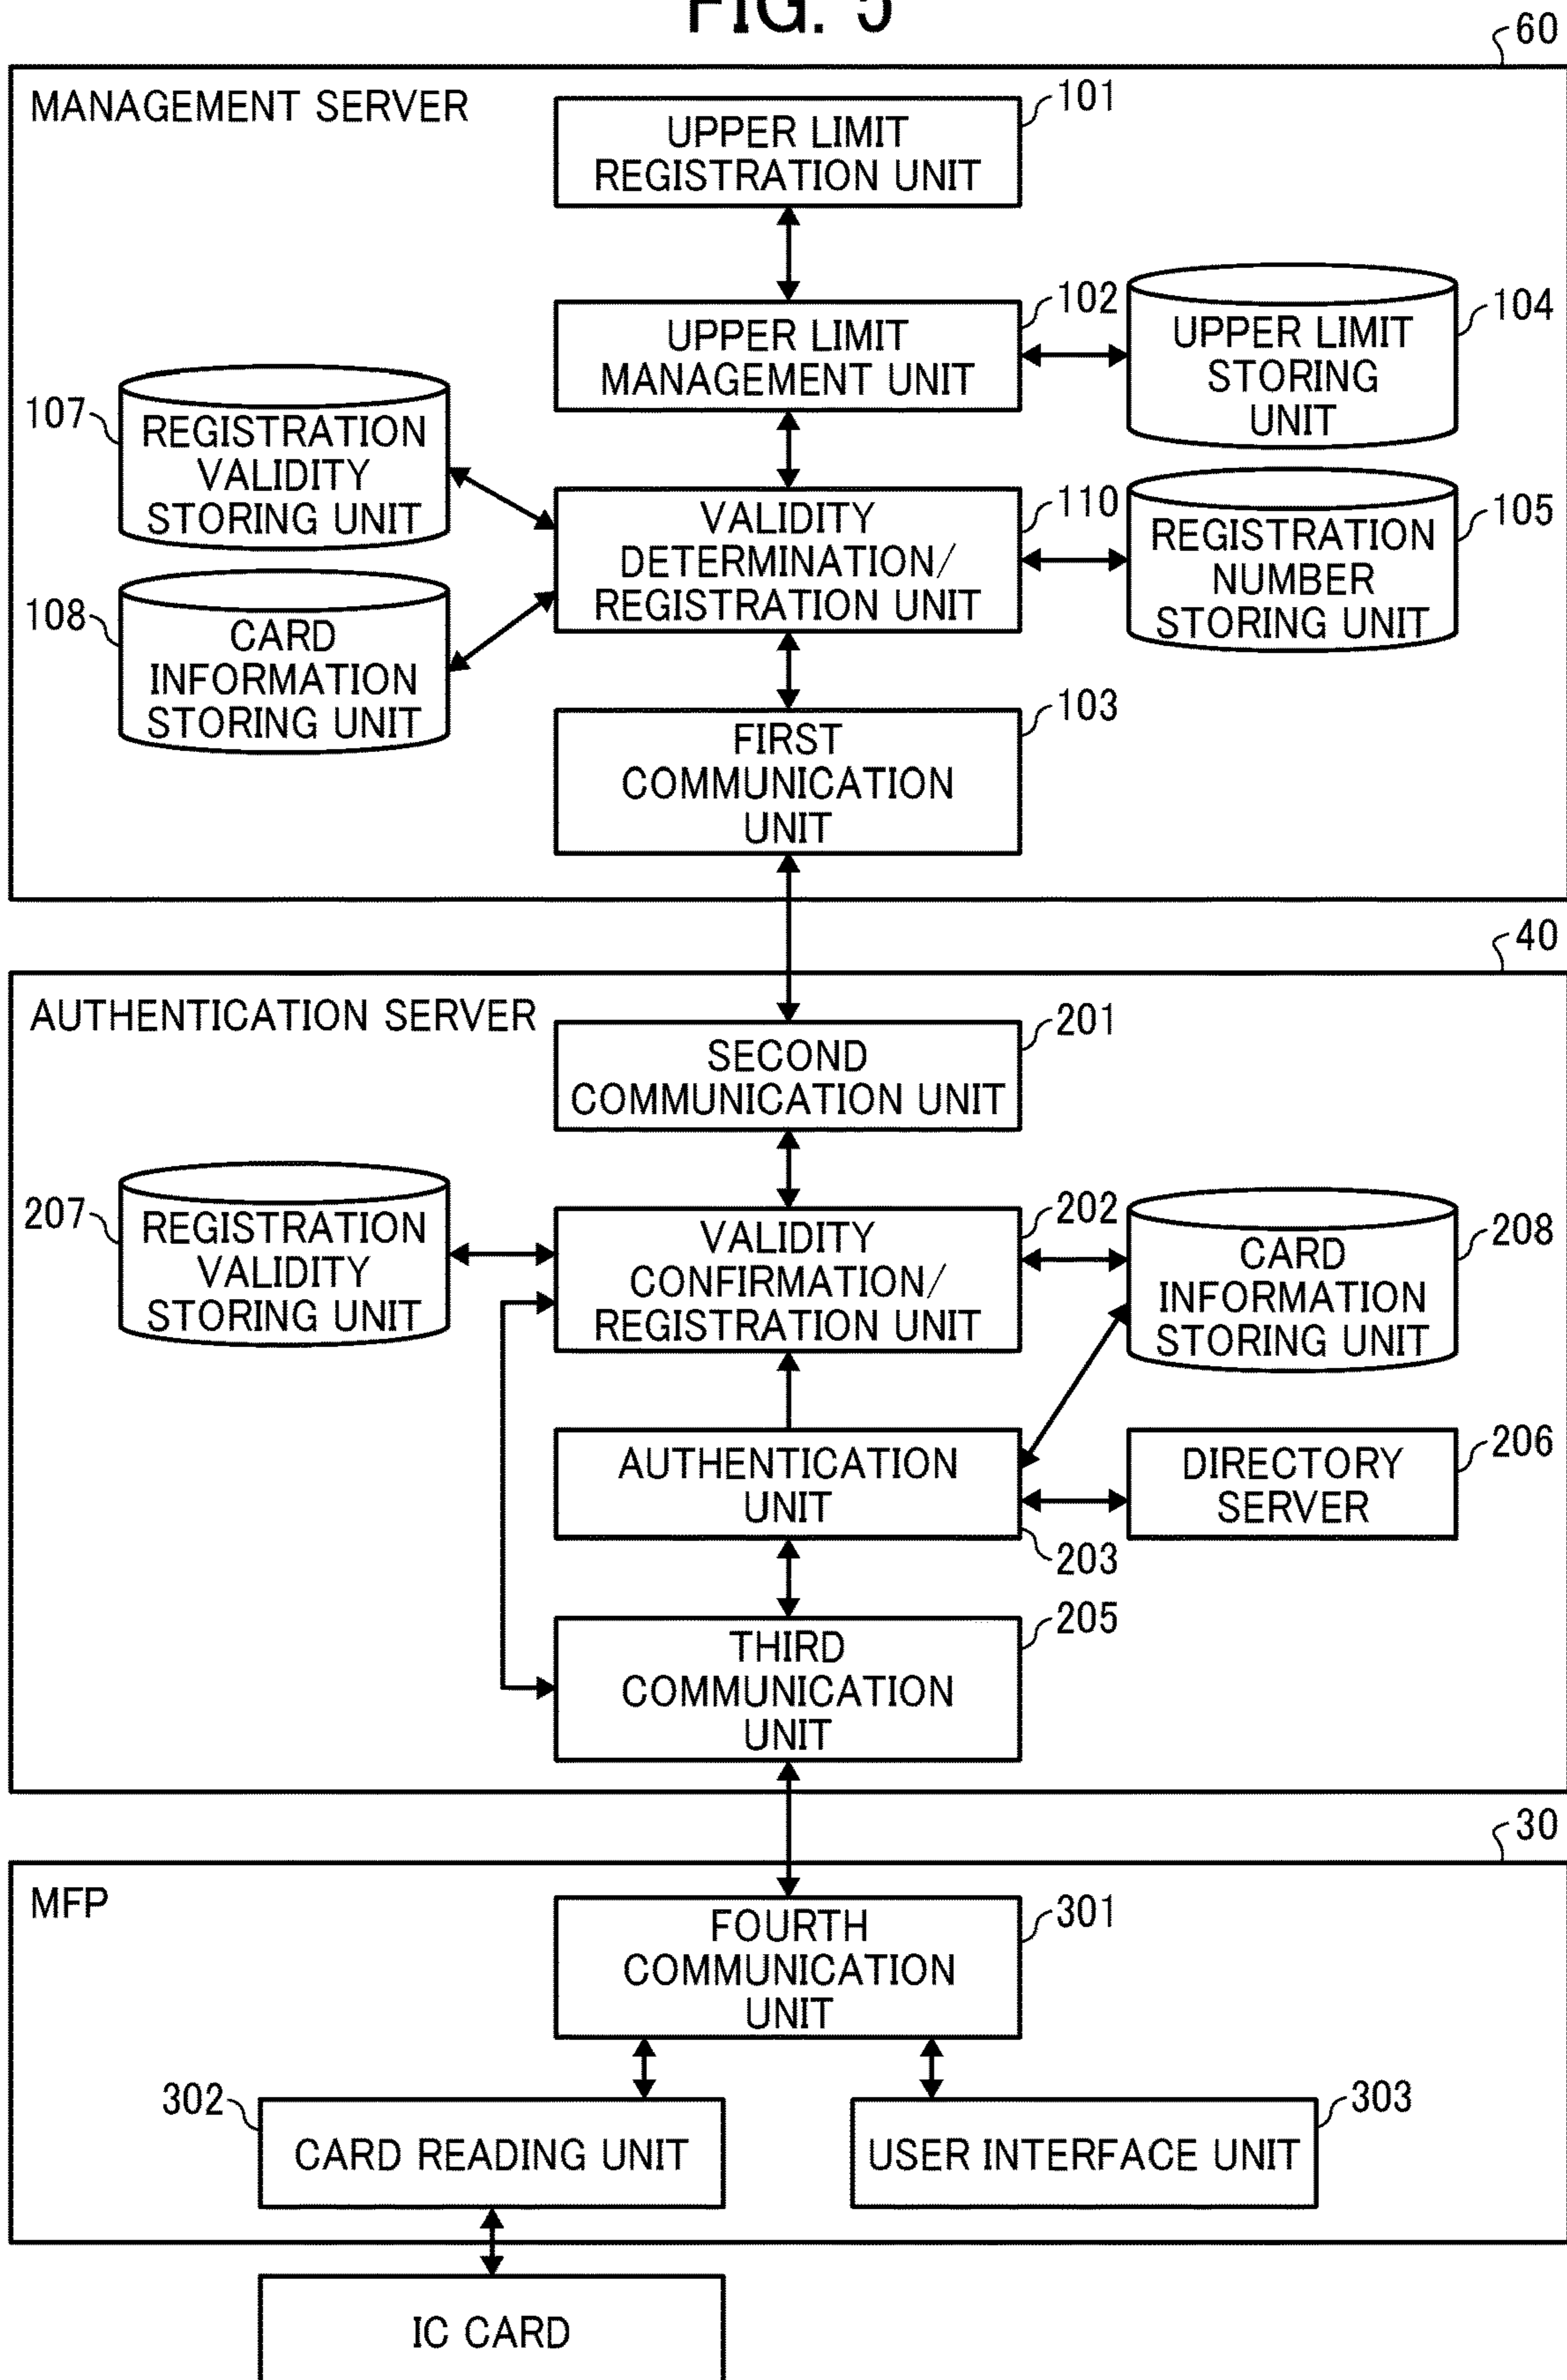 FIG. 5
60
MANAGEMENT SERVER
101
UPPER LIMIT
REGISTRATION UNIT
102
UPPER LIMIT
MANAGEMENT UNIT
104
UPPER LIMIT
STORING
UNIT
107
REGISTRATION
VALIDITY
STORING UNIT
110
VALIDITY
DETERMINATION/
REGISTRATION UNIT
105
REGISTRATION
NUMBER
STORING UNIT
108
CARD
INFORMATION
STORING UNIT
103
FIRST
COMMUNICATION
UNIT
40
AUTHENTICATION SERVER
201
SECOND
COMMUNICATION UNIT
207
REGISTRATION
VALIDITY
STORING UNIT
202
VALIDITY
CONFIRMATION/
REGISTRATION UNIT
208
CARD
INFORMATION
STORING UNIT
AUTHENTICATION
UNIT
203
206
DIRECTORY
SERVER
205
THIRD
COMMUNICATION
UNIT
30
MFP
301
FOURTH
COMMUNICATION
UNIT
302
CARD READING UNIT
303
USER INTERFACE UNIT
IC CARD